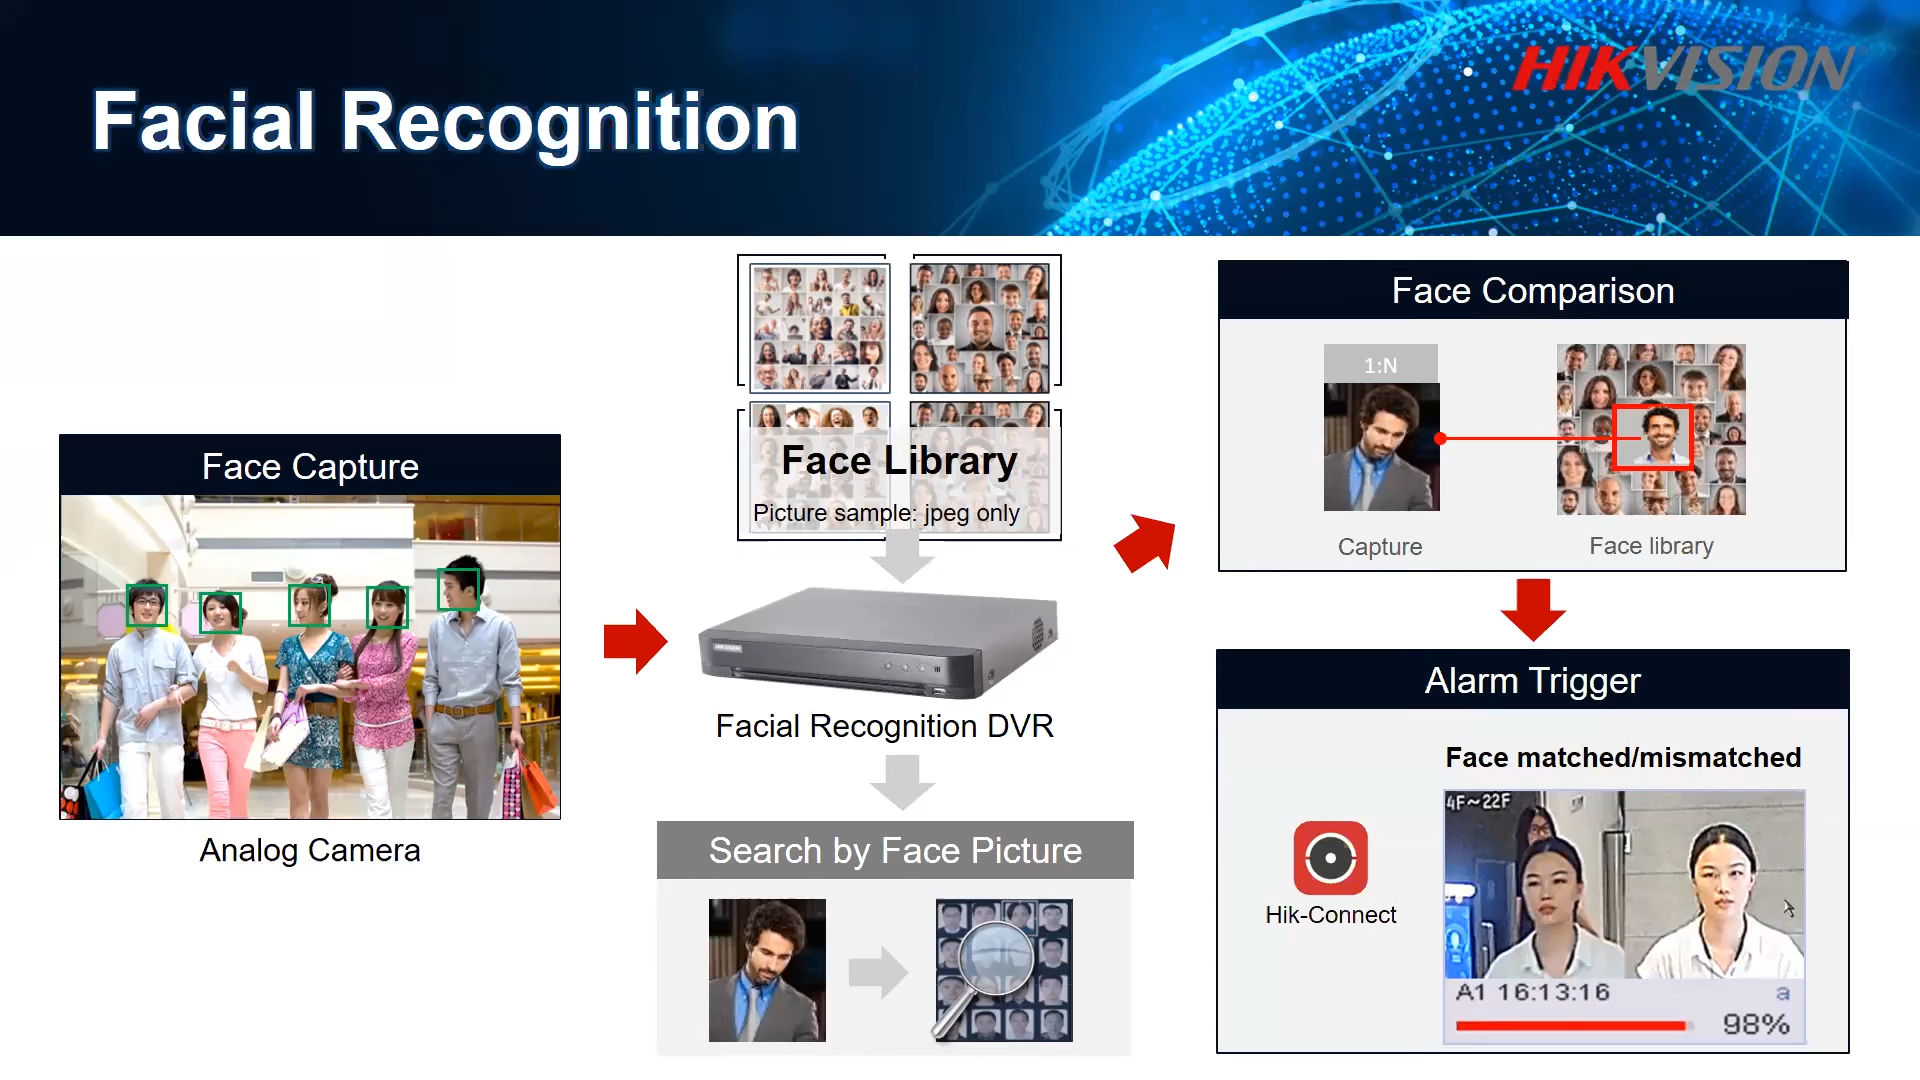 HIKVISION
Facial Recognition
Face Capture
Analog Camera
Face Library
Picture sample: jpeg only
HIKVISION
Facial Recognition DVR
Search by Face Picture
Face Comparison
1:N
Capture
Face library
Alarm Trigger
Face matched/mismatched
Hik-Connect
4F~22F
A1 16:13:16 a
98%